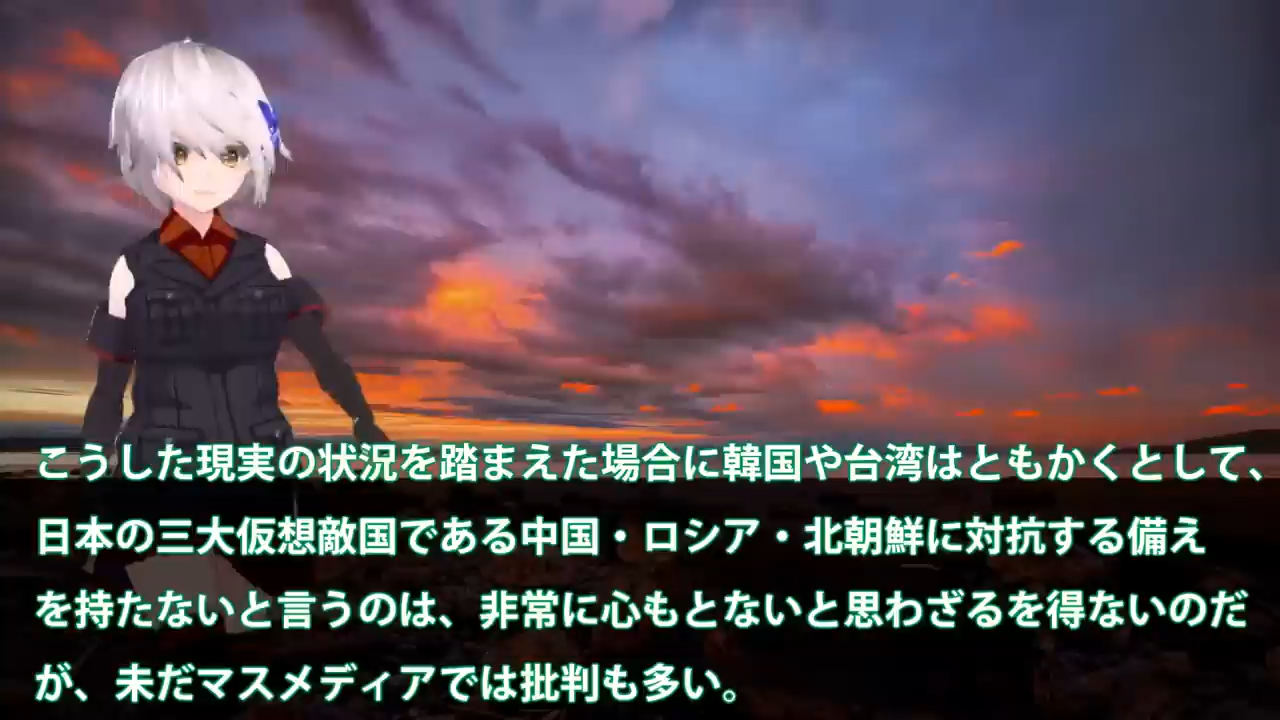 こうした現実の状況を踏まえた場合に韓国や台湾はともかくとして、
日本の三大仮想敵国である中国・ロシア・北朝鮮に対抗する備え
を持たないと言うのは、非常に心もとないと思わざるを得ないのだ
が、未だマスメディアでは批判も多い。